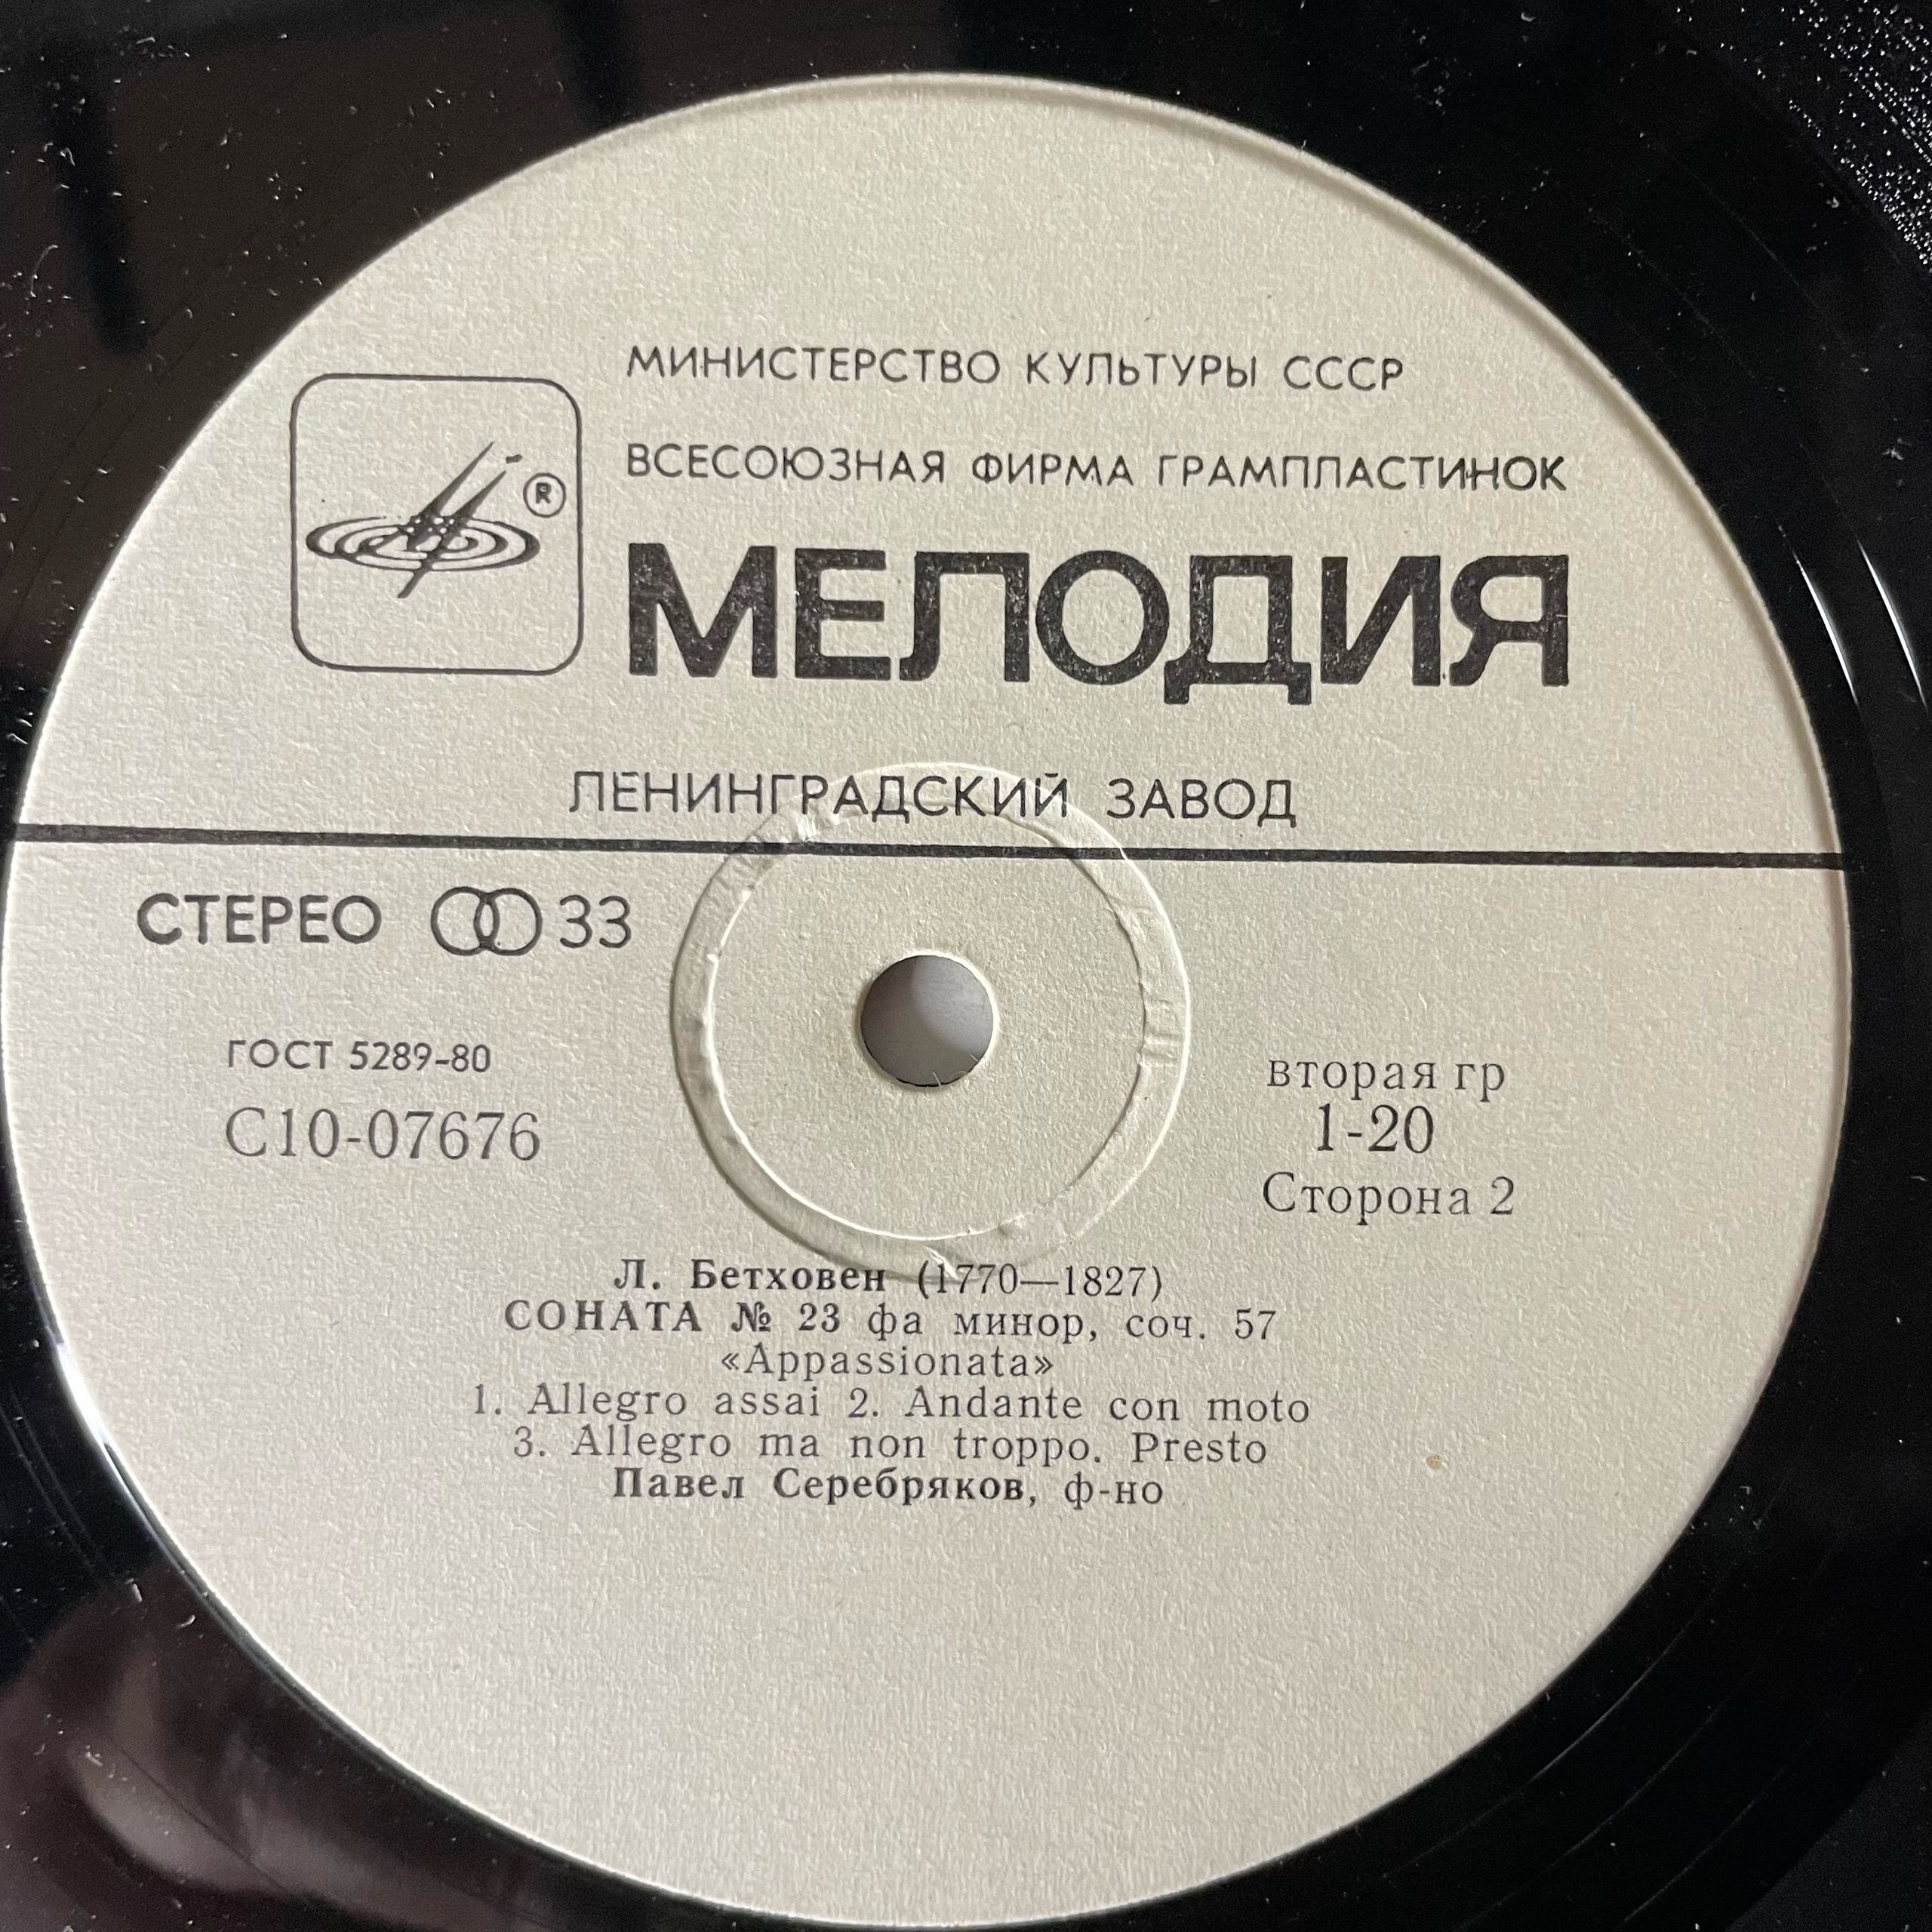 МИНИСТЕРСТВО КУЛЬТУРЫ СССР
ВСЕСОЮЗНАЯ ФИРМА ГРАМПЛАСТИНОК
®
МЕЛОДИЯ
ЛЕНИНГРАДСКИЙ ЗАВОД
СТЕРЕО 33
ГОСТ 5289-80
С10-07676
вторая гр
1-20
Сторона 2
Л. Бетховен (1770—1827)
СОНАТА № 23 фа минор, соч. 57
«Appassionata»
1. Allegro assai 2. Andante con moto
3. Allegro ma non troppo. Presto
Павел Серебряков, ф-но